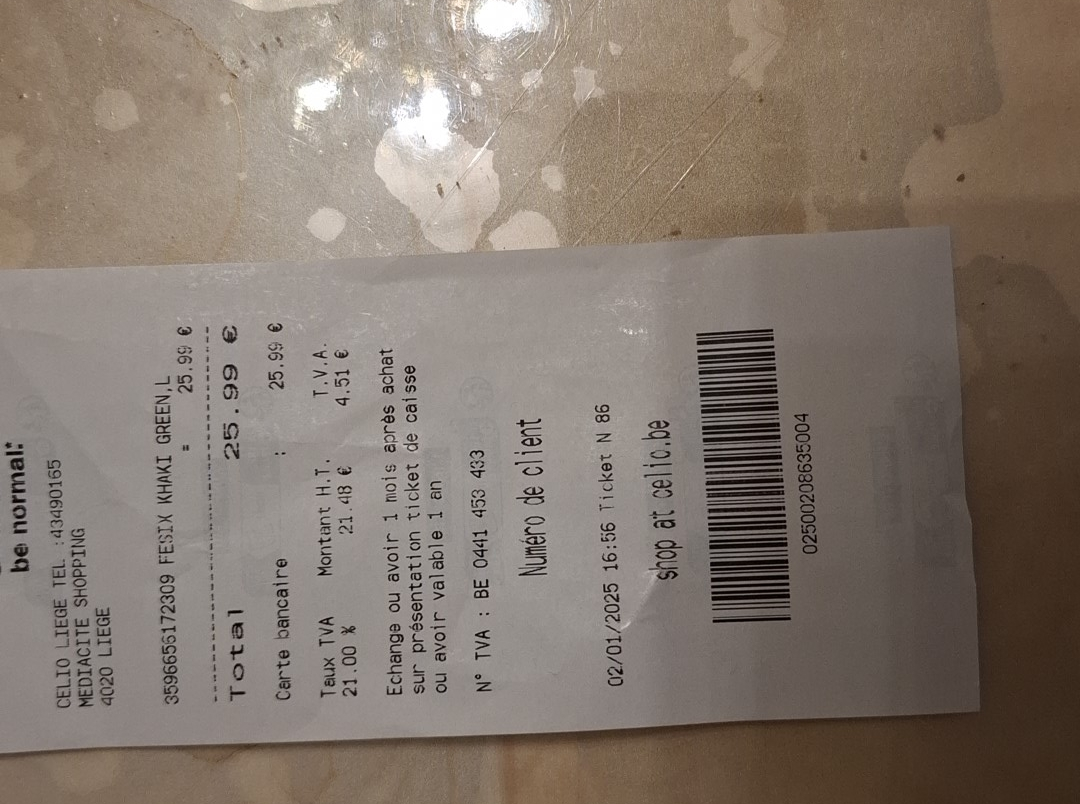 be normal.*
CELIO LIEGE TEL :43490165
MEDIACITE SHOPPING
4020 LIEGE
3596655172309 FESIX KHAKI GREEN,L
= 25.99 €
Total 25.99 €
Carte bancaire : 25.99 €
Taux TVA Montant H.T. T.V.A.
21.00 % 21.48 € 4.51 €
Echange ou avoir 1 mois après achat
sur présentation ticket de caisse
ou avoir valable 1 an
N° TVA : BE 0441 453 433
Numéro de client
02/01/2025 16:56 Ticket N 86
shop at celio.be
02500208635004